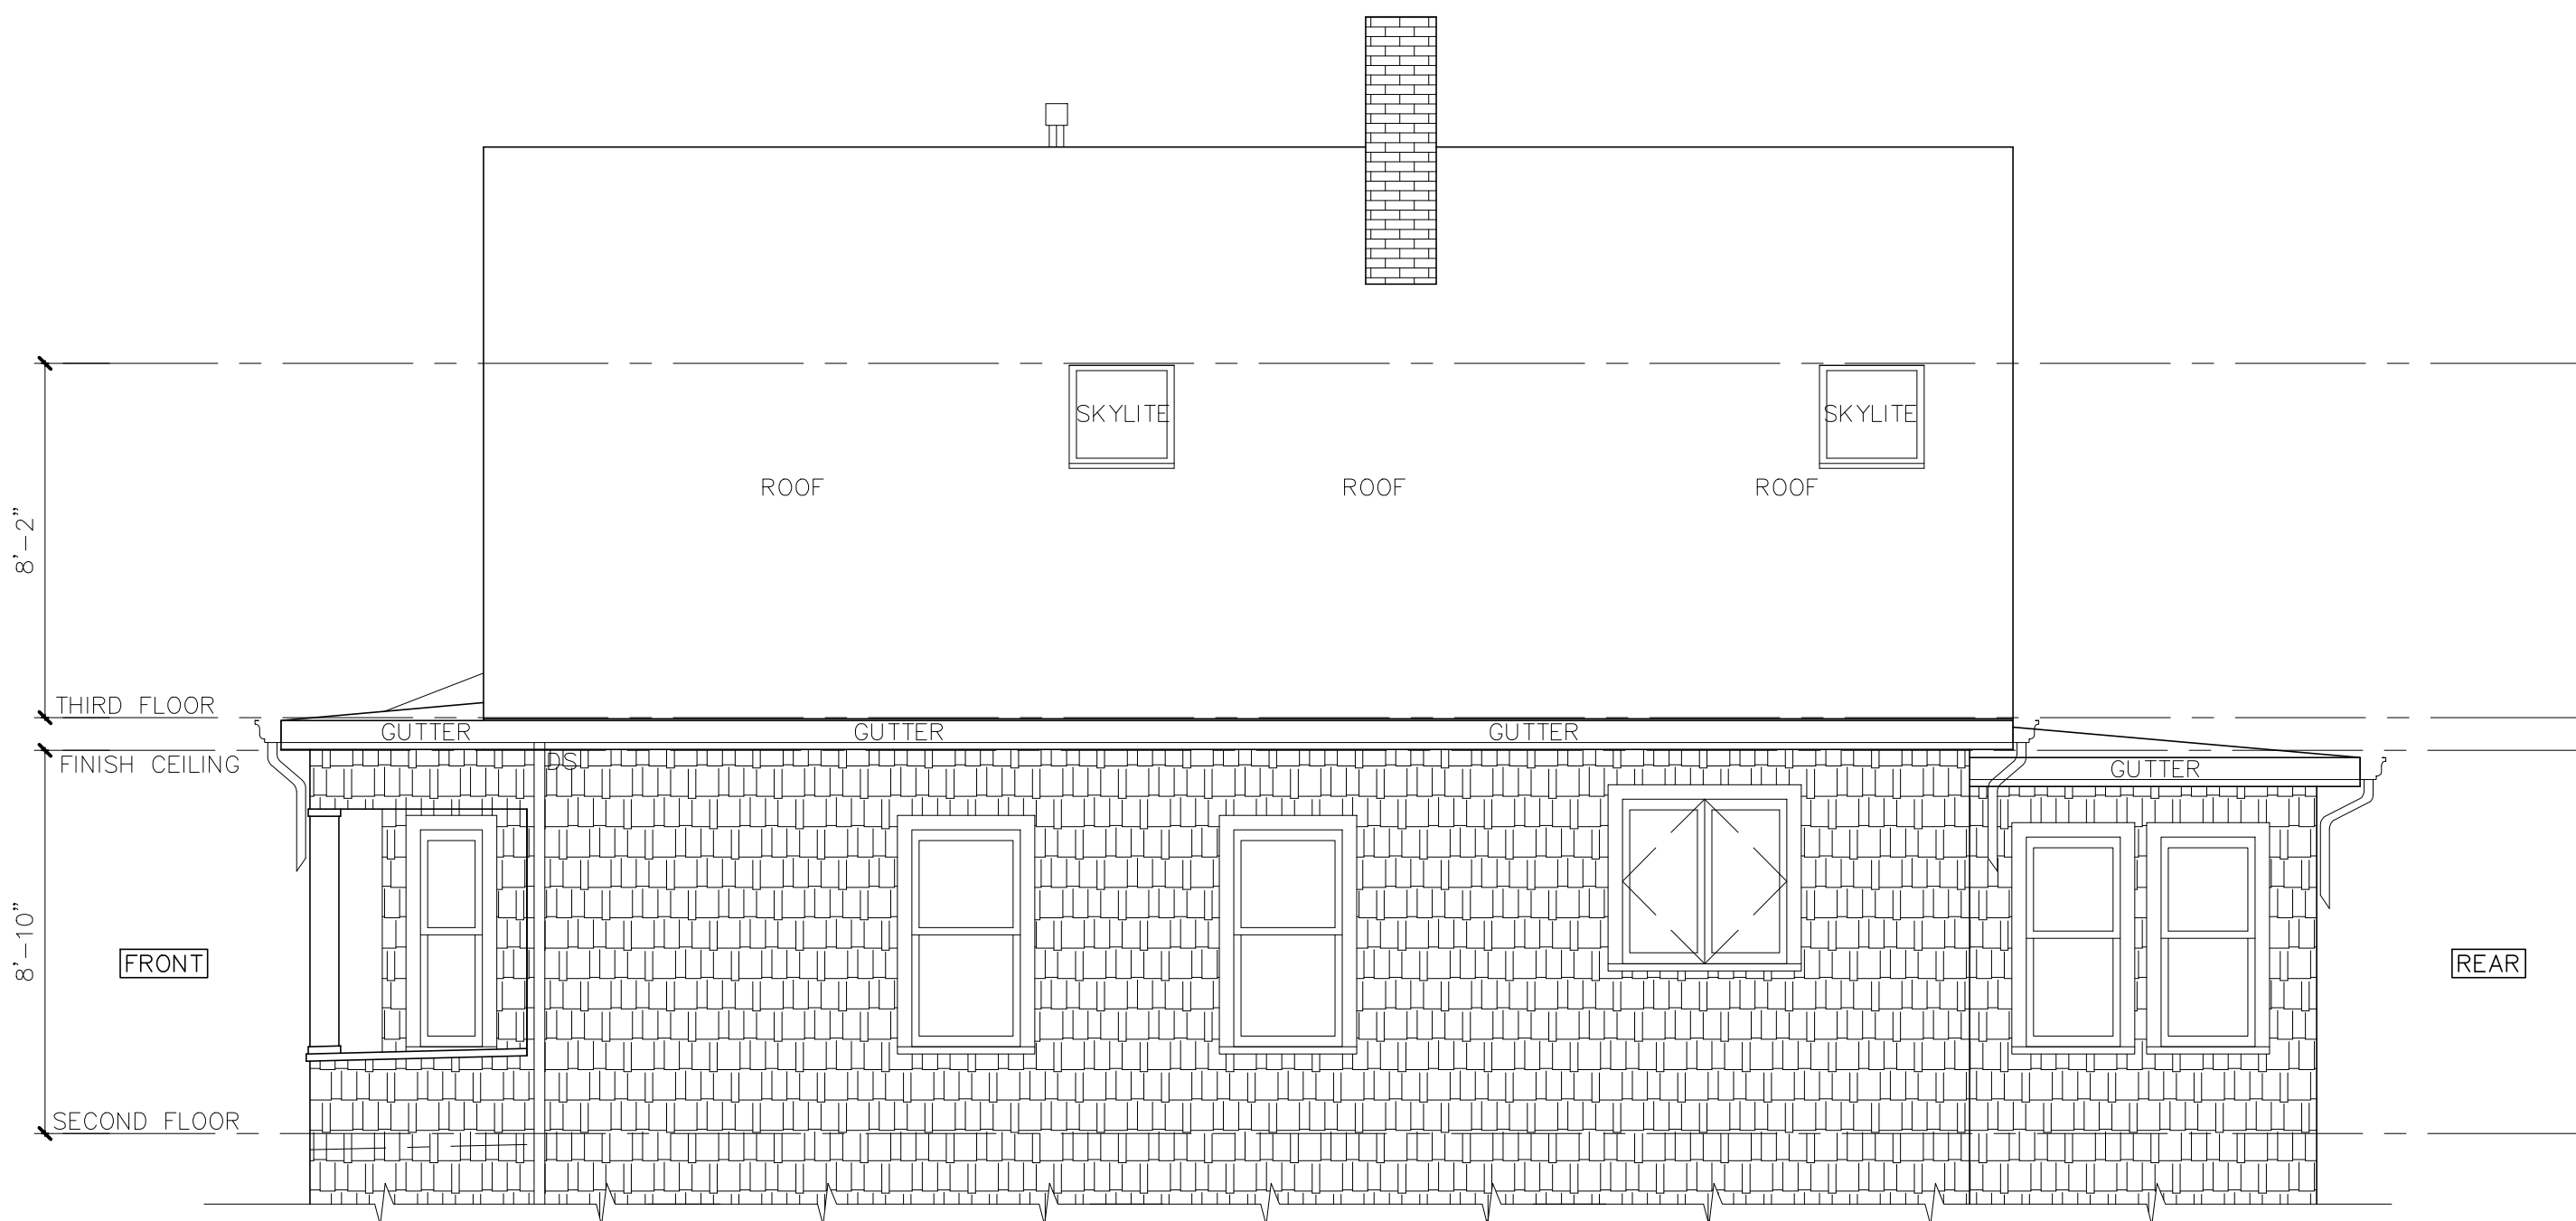 SKYLITE
SKYLITE
ROOF
ROOF
ROOF
8'-2"
THIRD FLOOR
GUTTER
GUTTER
GUTTER
FINISH CEILING
DS
GUTTER
8'-10"
FRONT
REAR
SECOND FLOOR